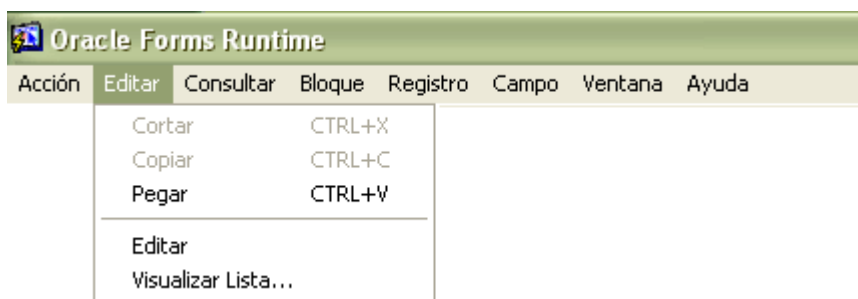 Oracle Forms Runtime
Acción Editar Consultar Bloque Registro Campo Ventana Ayuda
Cortar CTRL+X
Copiar CTRL+C
Pegar CTRL+V
Editar
Visualizar Lista...